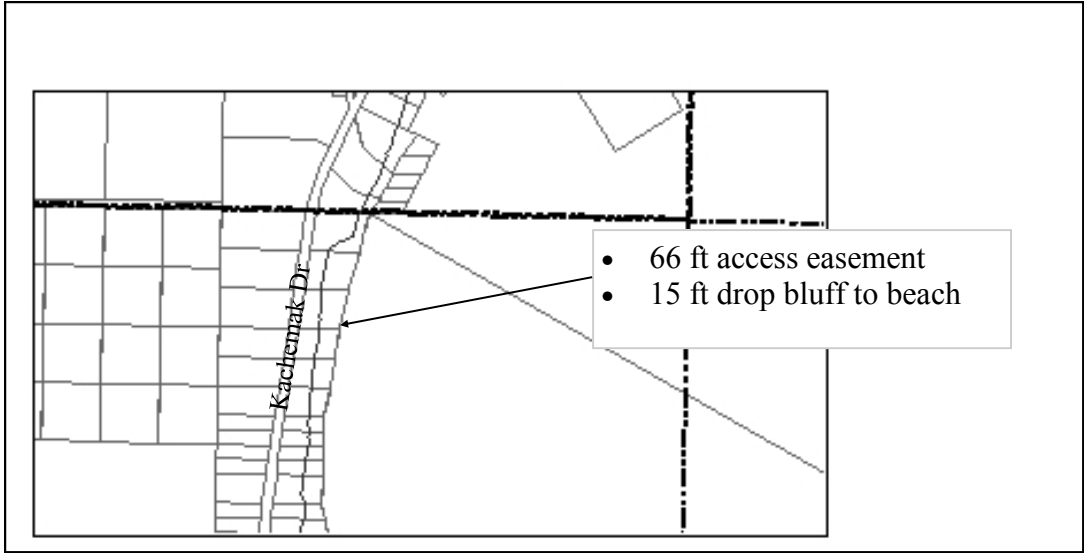 • 66 ft access easement
• 15 ft drop bluff to beach
Kachemak Dr